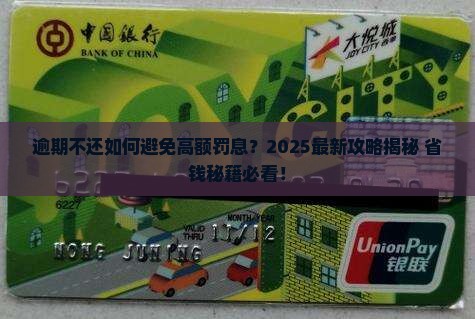 中国银行
BANK OF CHINA
大悦城
JOY CITY
JOY CITY
逾期不还如何避免高额罚息？2025最新攻略揭秘 省
钱秘籍必看！
6227
MONTH/YEAR
VALID
THRU
11/12
UnionPay
银联